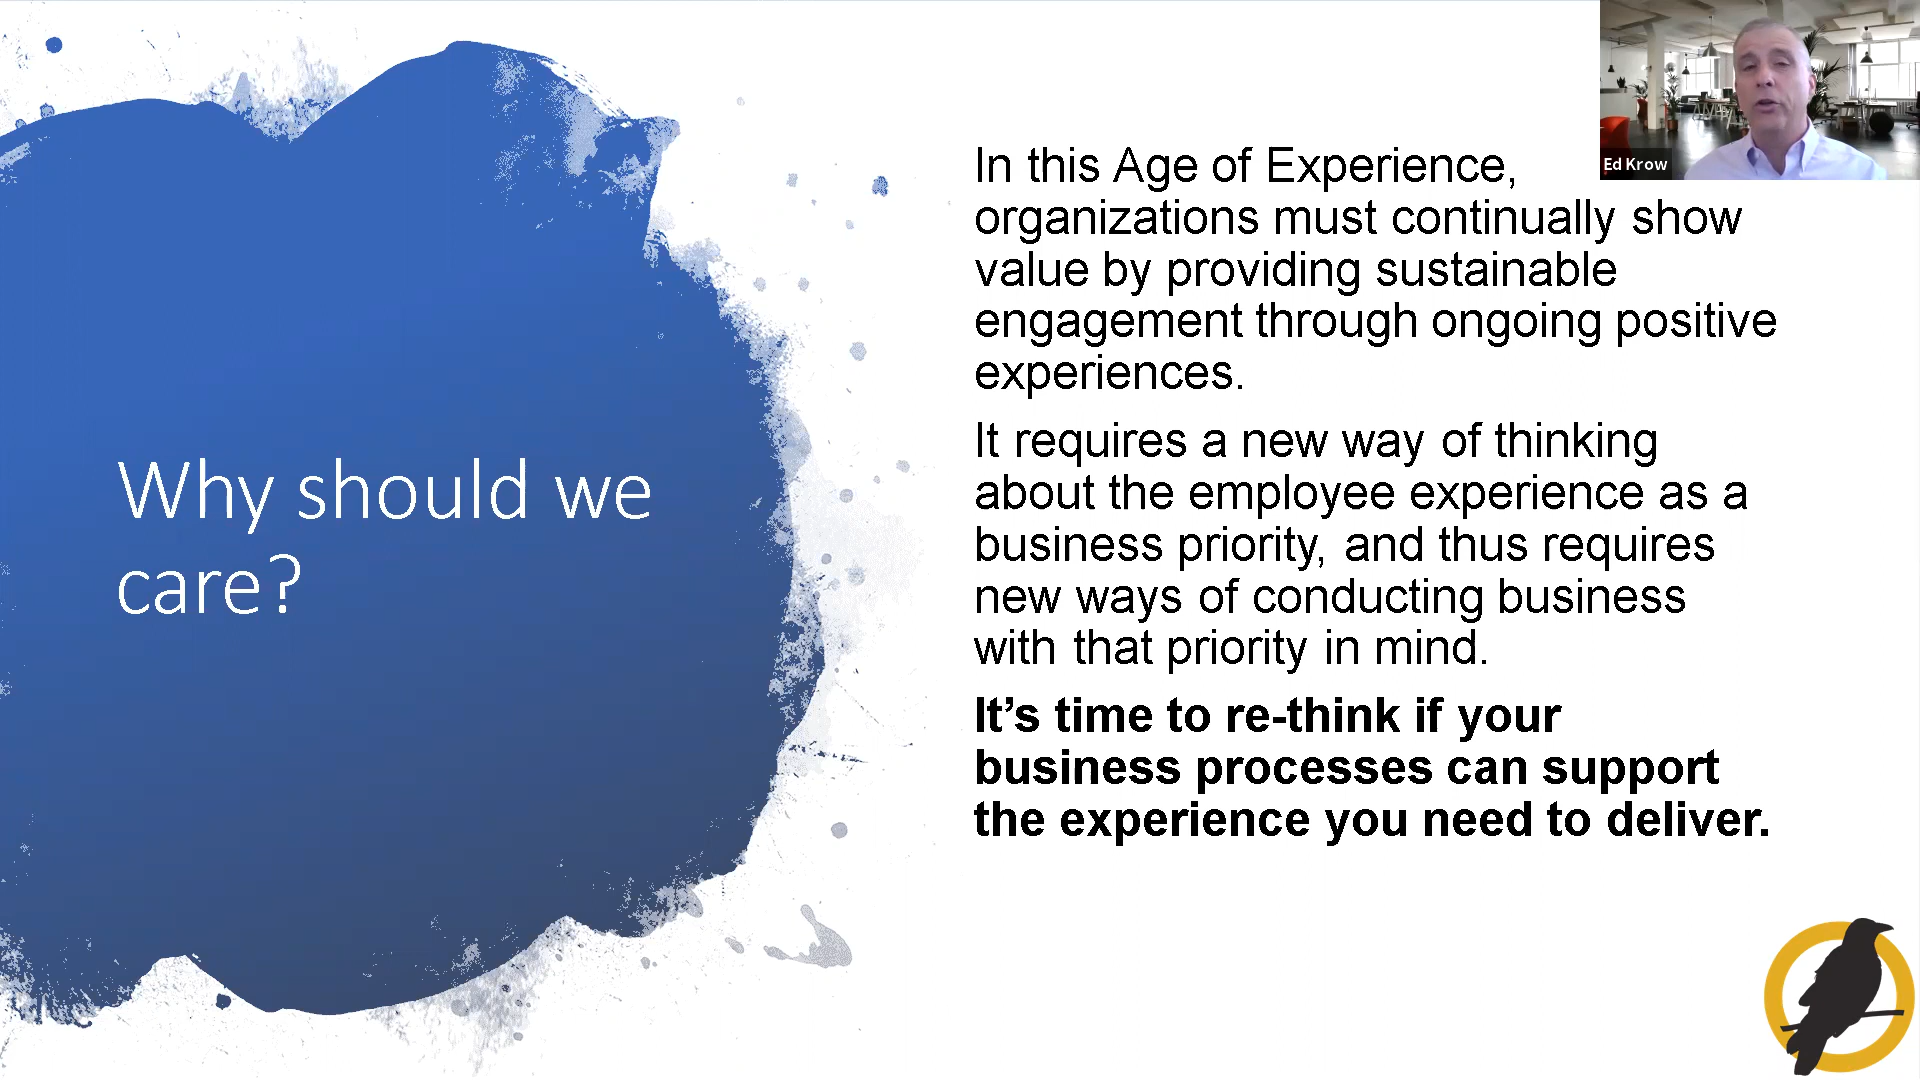 Why should we
care?
In this Age of Experience,
organizations must continually show
value by providing sustainable
engagement through ongoing positive
experiences.
It requires a new way of thinking
about the employee experience as a
business priority, and thus requires
new ways of conducting business
with that priority in mind.
It’s time to re-think if your
business processes can support
the experience you need to deliver.
Ed Krow